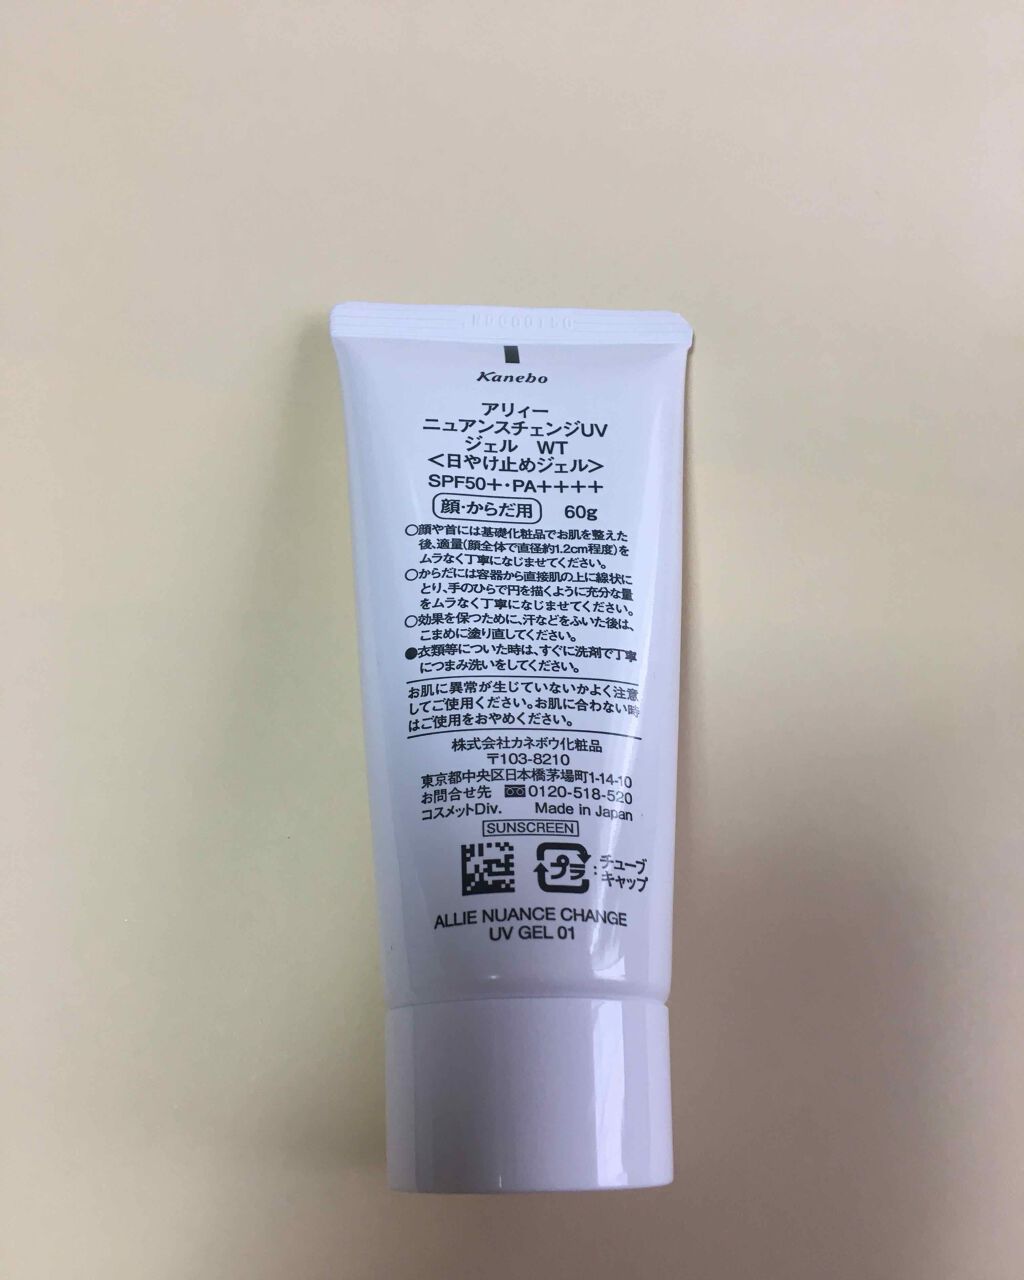 Kanebo
アリィー
ニュアンスチェンジUV
ジェル WT
<日やけ止めジェル>
SPF50+・PA++++
顔・からだ用 60g
○顔や首には基礎化粧品でお肌を整えた
後、適量(顔全体で直径約1.2cm程度)を
ムラなく丁寧になじませてください。
○からだには容器から直接肌の上に線状に
とり、手のひらで円を描くように充分な量
をムラなく丁寧になじませてください。
○効果を保つために、汗などをふいた後は、
こまめに塗り直してください。
●衣類等についた時は、すぐに洗剤で丁寧
につまみ洗いをしてください。
お肌に異常が生じていないかよく注意
してご使用ください。お肌に合わない時
はご使用をおやめください。
株式会社カネボウ化粧品
〒103-8210
東京都中央区日本橋茅場町1-14-10
お問合せ先 0120-518-520
コスメットDiv. Made in Japan
SUNSCREEN
プラ : チューブ
キャップ
ALLIE NUANCE CHANGE
UV GEL 01